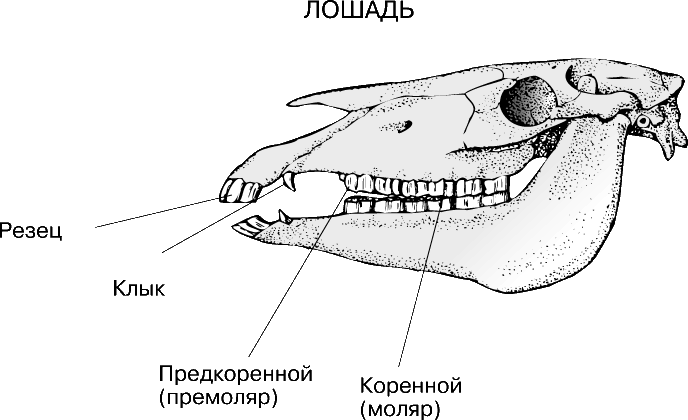 ЛОШАДЬ
Резец
Клык
Предкоренной
(премоляр)
Коренной
(моляр)